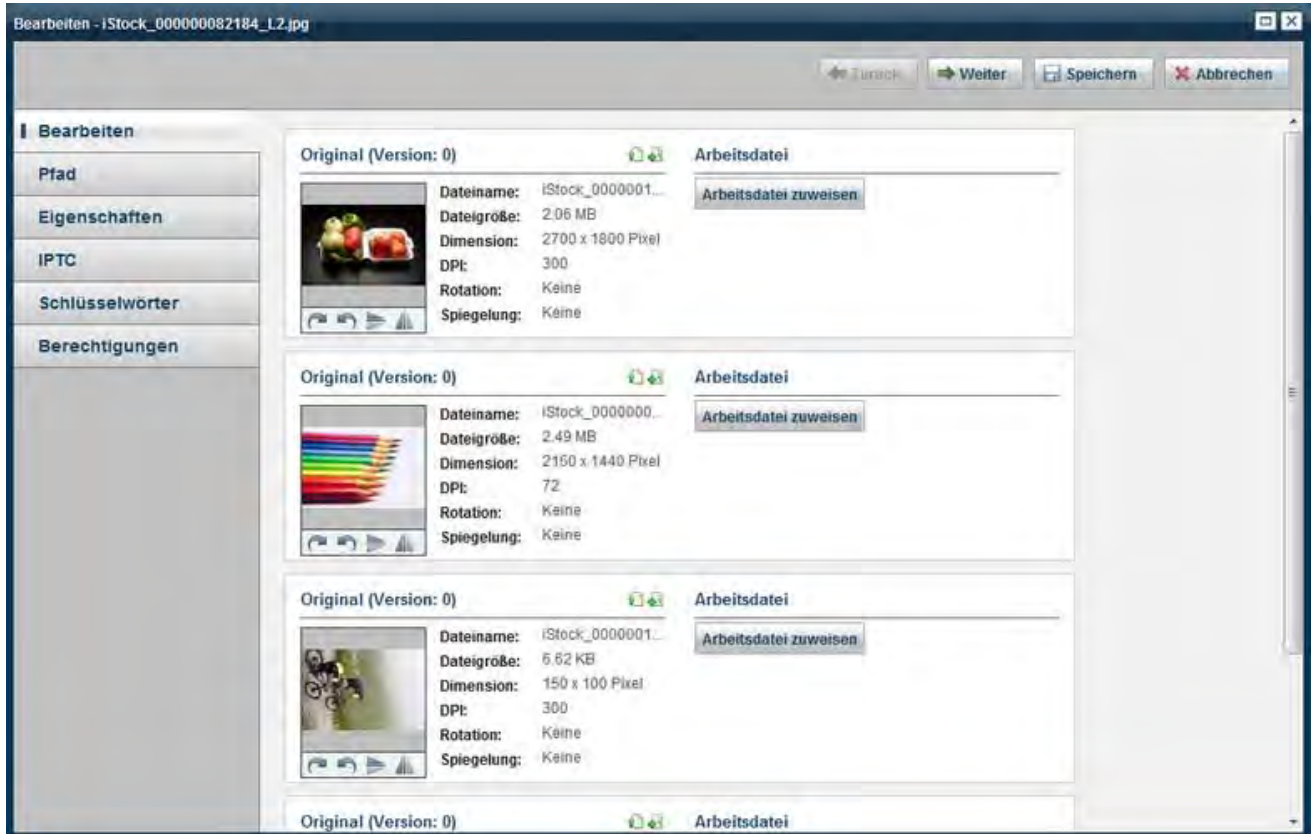 Bearbeiten - iStock_000000082184_L2.jpg
Zurück Weiter Speichern Abbrechen
Bearbeiten
Pfad
Eigenschaften
IPTC
Schlüsselwörter
Berechtigungen
Original (Version: 0) Arbeitsdatei
Arbeitsdatei zuweisen
Dateiname: iStock_0000001...
Dateigröße: 2.06 MB
Dimension: 2700 x 1800 Pixel
DPI: 300
Rotation: Keine
Spiegelung: Keine
Original (Version: 0) Arbeitsdatei
Arbeitsdatei zuweisen
Dateiname: iStock_0000000...
Dateigröße: 2.49 MB
Dimension: 2150 x 1440 Pixel
DPI: 72
Rotation: Keine
Spiegelung: Keine
Original (Version: 0) Arbeitsdatei
Arbeitsdatei zuweisen
Dateiname: iStock_0000001...
Dateigröße: 6.62 KB
Dimension: 150 x 100 Pixel
DPI: 300
Rotation: Keine
Spiegelung: Keine
Original (Version: 0) Arbeitsdatei